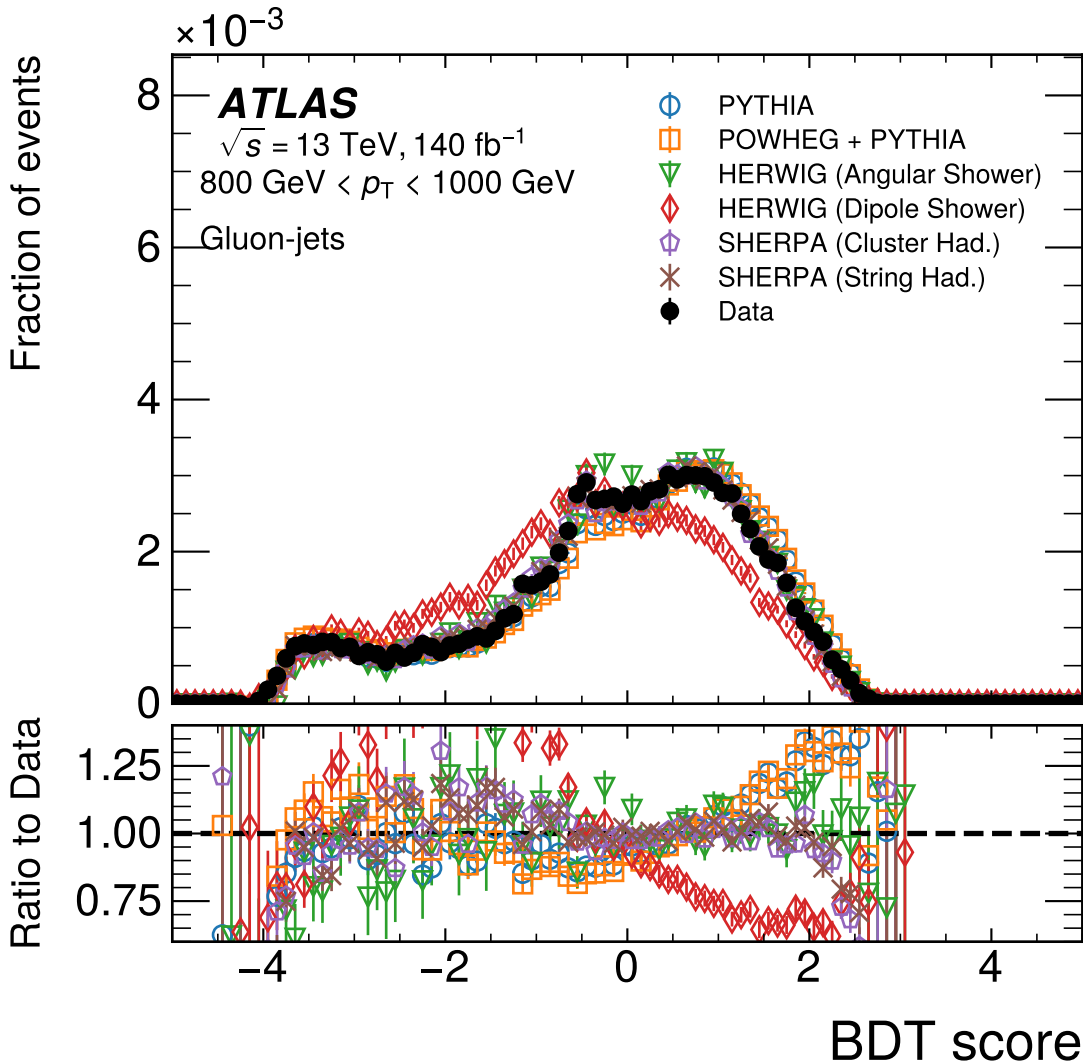 ×10⁻³
Fraction of events
8
6
4
2
0
ATLAS
√s = 13 TeV, 140 fb⁻¹
800 GeV < pT < 1000 GeV
Gluon-jets
PYTHIA
POWHEG + PYTHIA
HERWIG (Angular Shower)
HERWIG (Dipole Shower)
SHERPA (Cluster Had.)
SHERPA (String Had.)
Data
Ratio to Data
1.25
1.00
0.75
−4 −2 0 2 4
BDT score